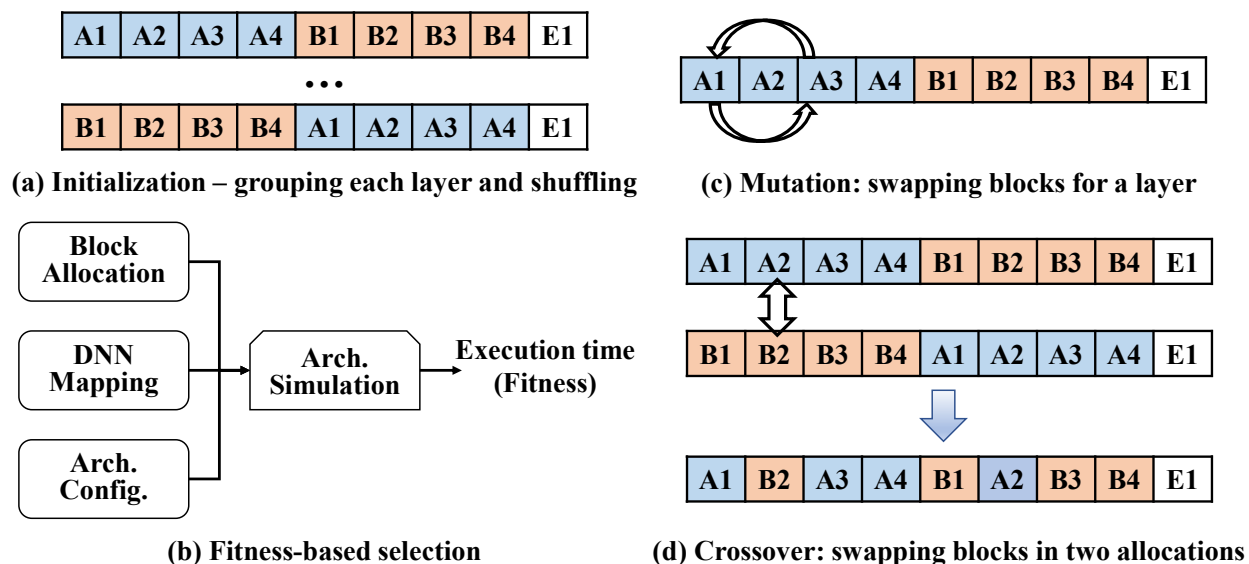 A1 A2 A3 A4 B1 B2 B3 B4 E1
...
B1 B2 B3 B4 A1 A2 A3 A4 E1
(a) Initialization – grouping each layer and shuffling
A1 A2 A3 A4 B1 B2 B3 B4 E1
(c) Mutation: swapping blocks for a layer
Block
Allocation
DNN
Mapping
Arch.
Config.
Arch.
Simulation
Execution time
(Fitness)
(b) Fitness-based selection
A1 A2 A3 A4 B1 B2 B3 B4 E1
B1 B2 B3 B4 A1 A2 A3 A4 E1
A1 B2 A3 A4 B1 A2 B3 B4 E1
(d) Crossover: swapping blocks in two allocations